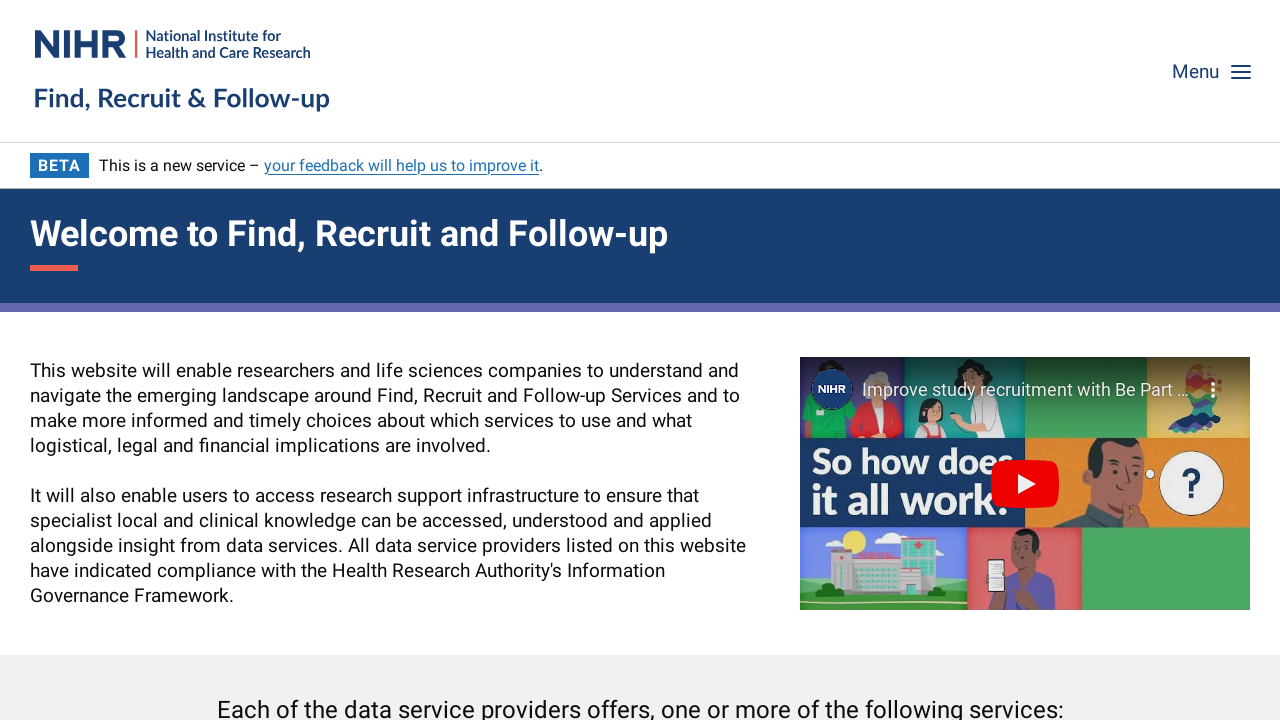 NIHR | National Institute for
Health and Care Research
Find, Recruit & Follow-up
Menu
BETA This is a new service – your feedback will help us to improve it.
Welcome to Find, Recruit and Follow-up
This website will enable researchers and life sciences companies to understand and
navigate the emerging landscape around Find, Recruit and Follow-up Services and to
make more informed and timely choices about which services to use and what
logistical, legal and financial implications are involved.
It will also enable users to access research support infrastructure to ensure that
specialist local and clinical knowledge can be accessed, understood and applied
alongside insight from data services. All data service providers listed on this website
have indicated compliance with the Health Research Authority's Information
Governance Framework.
NIHR Improve study recruitment with Be Part ...
So how does
it all work?
?
HOSPITAL
Each of the data service providers offers, one or more of the following services: